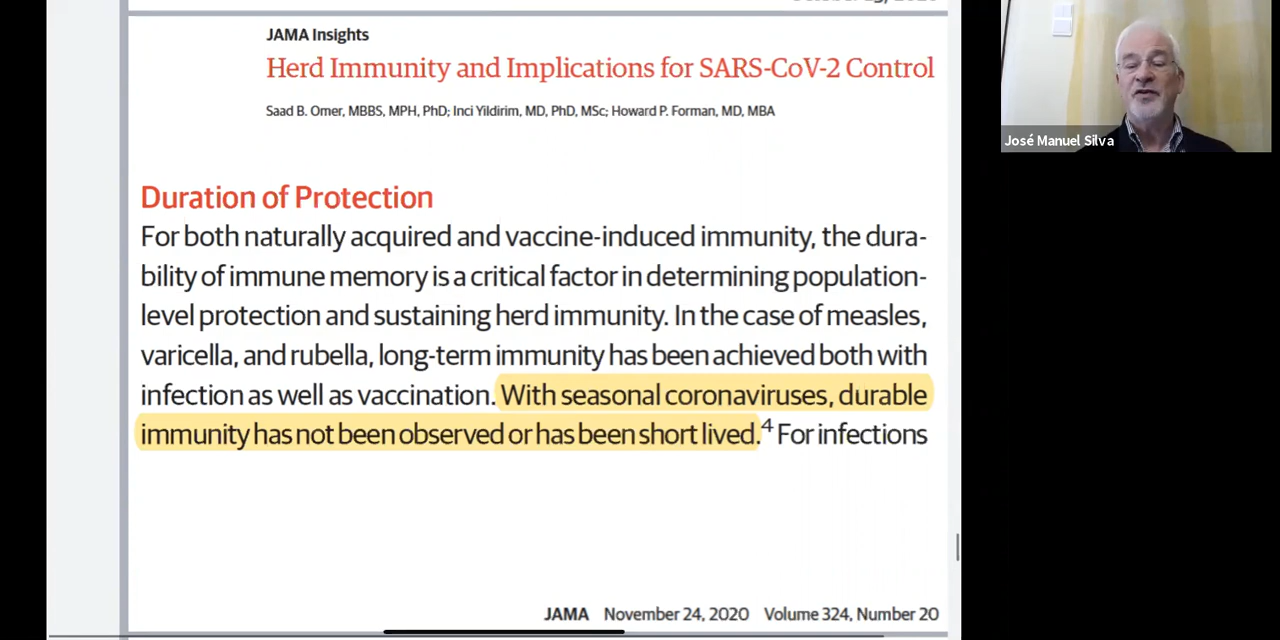 JAMA Insights
Herd Immunity and Implications for SARS-CoV-2 Control
Saad B. Omer, MBBS, MPH, PhD; Inci Yildirim, MD, PhD, MSc; Howard P. Forman, MD, MBA
José Manuel Silva
Duration of Protection
For both naturally acquired and vaccine-induced immunity, the dura-
bility of immune memory is a critical factor in determining population-
level protection and sustaining herd immunity. In the case of measles,
varicella, and rubella, long-term immunity has been achieved both with
infection as well as vaccination. With seasonal coronaviruses, durable
immunity has not been observed or has been short lived.4 For infections
JAMA November 24, 2020 Volume 324, Number 20